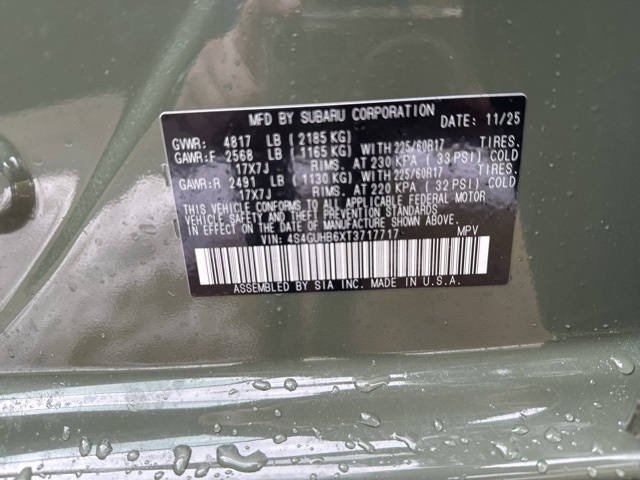 MFD BY SUBARU CORPORATION DATE: 11/25
GVWR: 4817 LB ( 2185 KG)
GAWR:F 2568 LB ( 1165 KG) WITH 225/60R17 TIRES,
17X7J RIMS, AT 230 KPA ( 33 PSI) COLD
GAWR:R 2491 LB ( 1130 KG) WITH 225/60R17 TIRES,
17X7J RIMS, AT 220 KPA ( 32 PSI) COLD
THIS VEHICLE CONFORMS TO ALL APPLICABLE FEDERAL MOTOR
VEHICLE SAFETY AND THEFT PREVENTION STANDARDS
IN EFFECT ON THE DATE OF MANUFACTURE SHOWN ABOVE.
VIN: 4S4GUHB6XT3717717 MPV
ASSEMBLED BY SIA INC. MADE IN U.S.A.